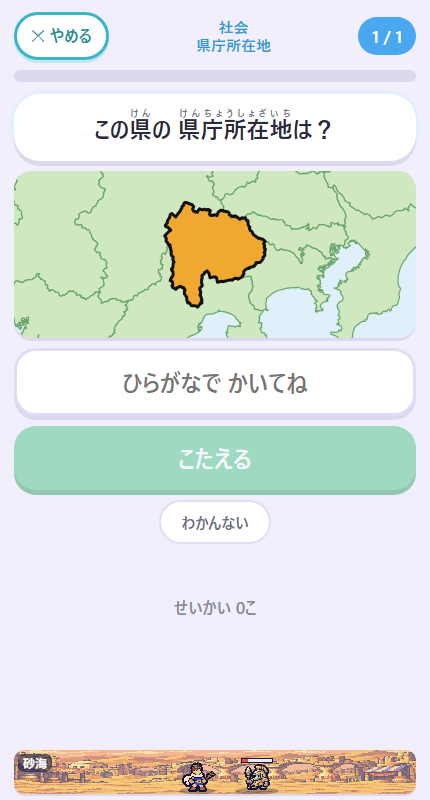 × やめる
社会
県庁所在地
1 / 1
けん けんちょうしょざいち
この県の 県庁所在地は？
ひらがなで かいてね
こたえる
わかんない
せいかい 0こ
砂海